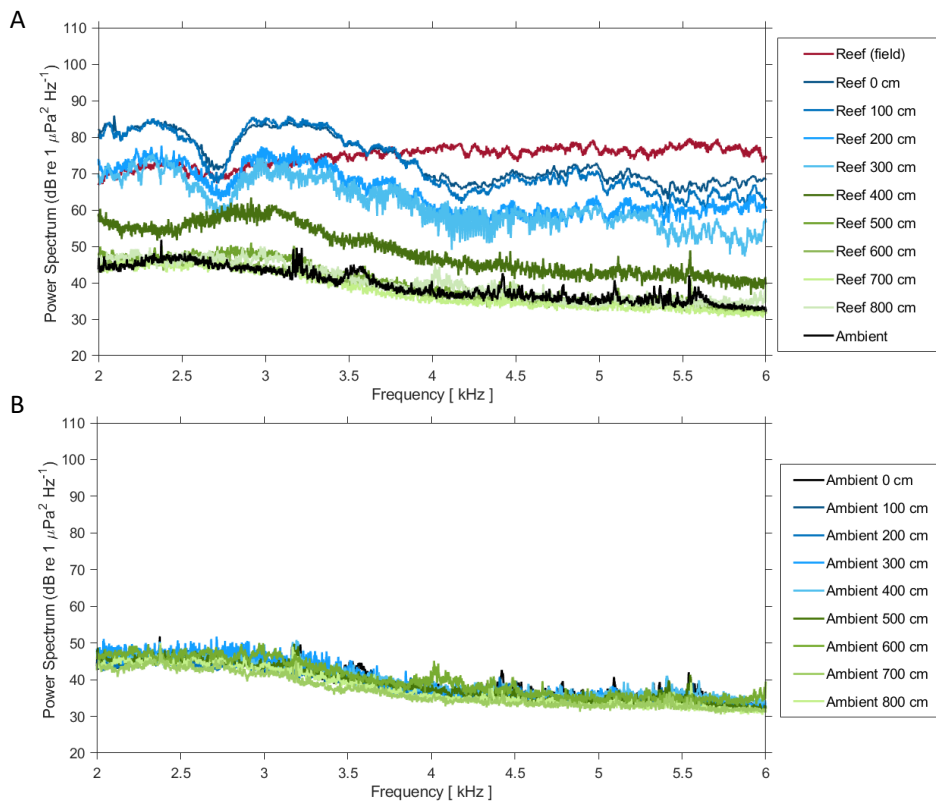 A
110
100
90
80
70
60
50
40
30
20
Power Spectrum (dB re 1 μPa² Hz⁻¹)
2
2.5
3
3.5
4
4.5
5
5.5
6
Frequency [ kHz ]
Reef (field)
Reef 0 cm
Reef 100 cm
Reef 200 cm
Reef 300 cm
Reef 400 cm
Reef 500 cm
Reef 600 cm
Reef 700 cm
Reef 800 cm
Ambient
B
110
100
90
80
70
60
50
40
30
20
Power Spectrum (dB re 1 μPa² Hz⁻¹)
2
2.5
3
3.5
4
4.5
5
5.5
6
Frequency [ kHz ]
Ambient 0 cm
Ambient 100 cm
Ambient 200 cm
Ambient 300 cm
Ambient 400 cm
Ambient 500 cm
Ambient 600 cm
Ambient 700 cm
Ambient 800 cm